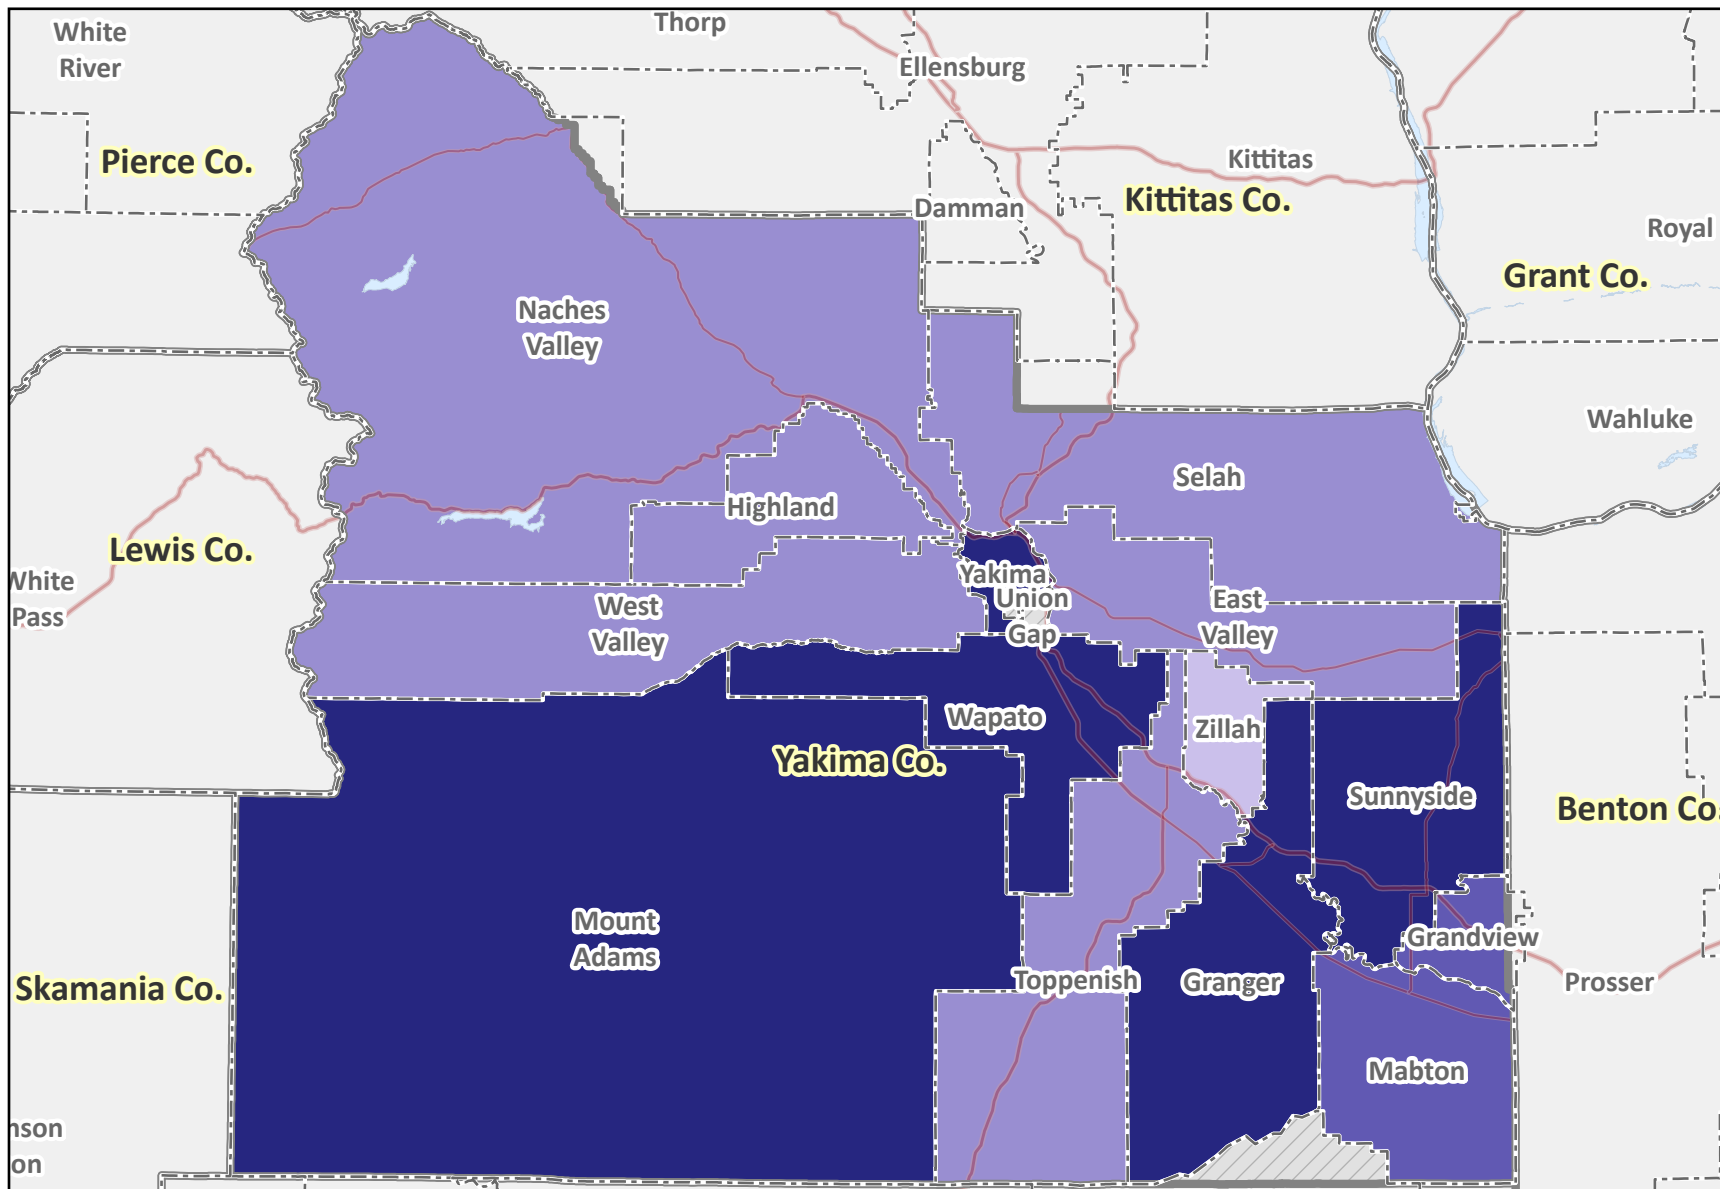 White
River
Thorp
Ellensburg
Pierce Co.
Kittitas
Kittitas Co.
Damman
Royal
Grant Co.
Naches
Valley
Wahluke
Selah
Highland
Lewis Co.
White
Pass
Yakima
Union
Gap
West
Valley
East
Valley
Wapato
Zillah
Yakima Co.
Sunnyside
Benton Co.
Mount
Adams
Grandview
Toppenish
Granger
Prosser
Skamania Co.
Mabton
nson
on